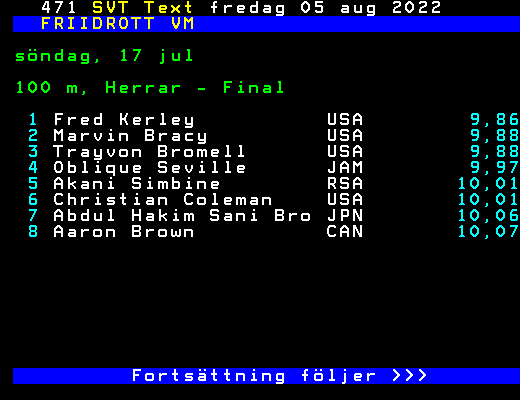 471 SVT Text fredag 05 aug 2022
FRIIDROTT VM
söndag, 17 jul
100 m, Herrar - Final
1 Fred Kerley USA 9,86
2 Marvin Bracy USA 9,88
3 Trayvon Bromell USA 9,88
4 Oblique Seville JAM 9,97
5 Akani Simbine RSA 10,01
6 Christian Coleman USA 10,01
7 Abdul Hakim Sani Bro JPN 10,06
8 Aaron Brown CAN 10,07
Fortsättning följer >>>